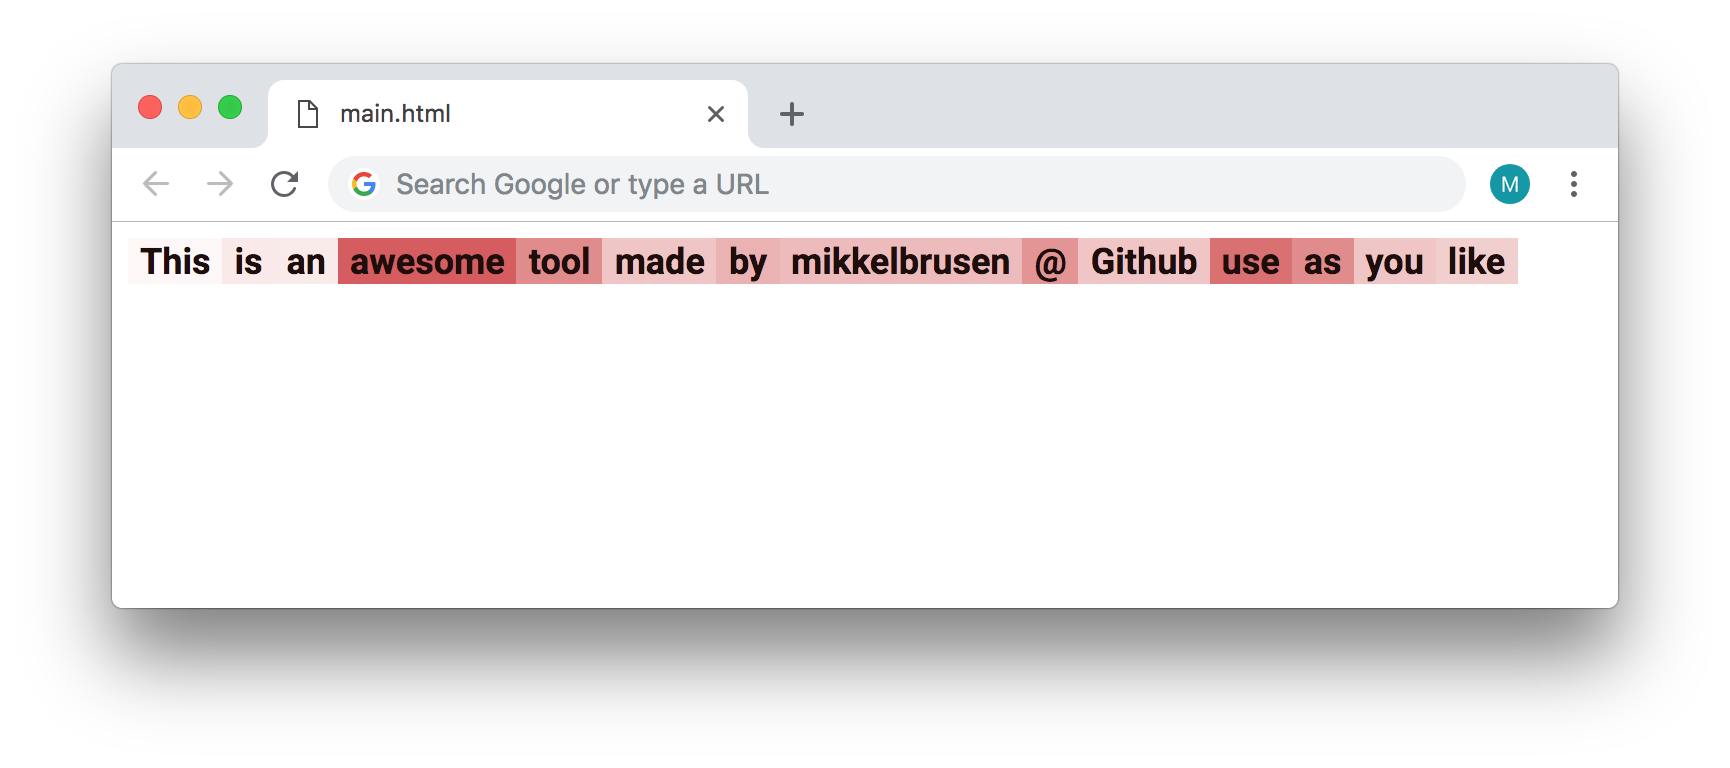 main.html
Search Google or type a URL
M
This is an awesome tool made by mikkelbrusen @ Github use as you like